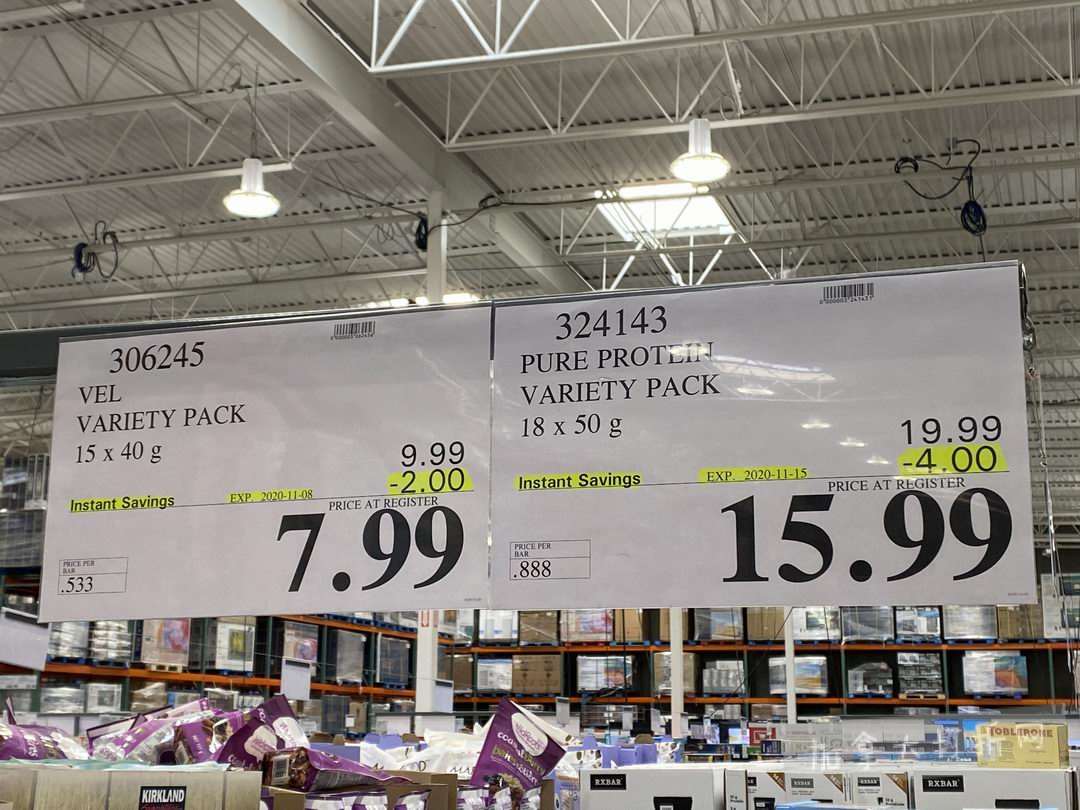 306245
VEL
VARIETY PACK
15 x 40 g
9.99
-2.00
Instant Savings
EXP. 2020-11-08
PRICE AT REGISTER
7.99
PRICE PER
BAR
.533
324143
PURE PROTEIN
VARIETY PACK
18 x 50 g
19.99
-4.00
Instant Savings
EXP. 2020-11-15
PRICE AT REGISTER
15.99
PRICE PER
BAR
.888
KIRKLAND
RXBAR
RXBAR
RXBAR
RXBAR
RXBAR
TOBLERONE